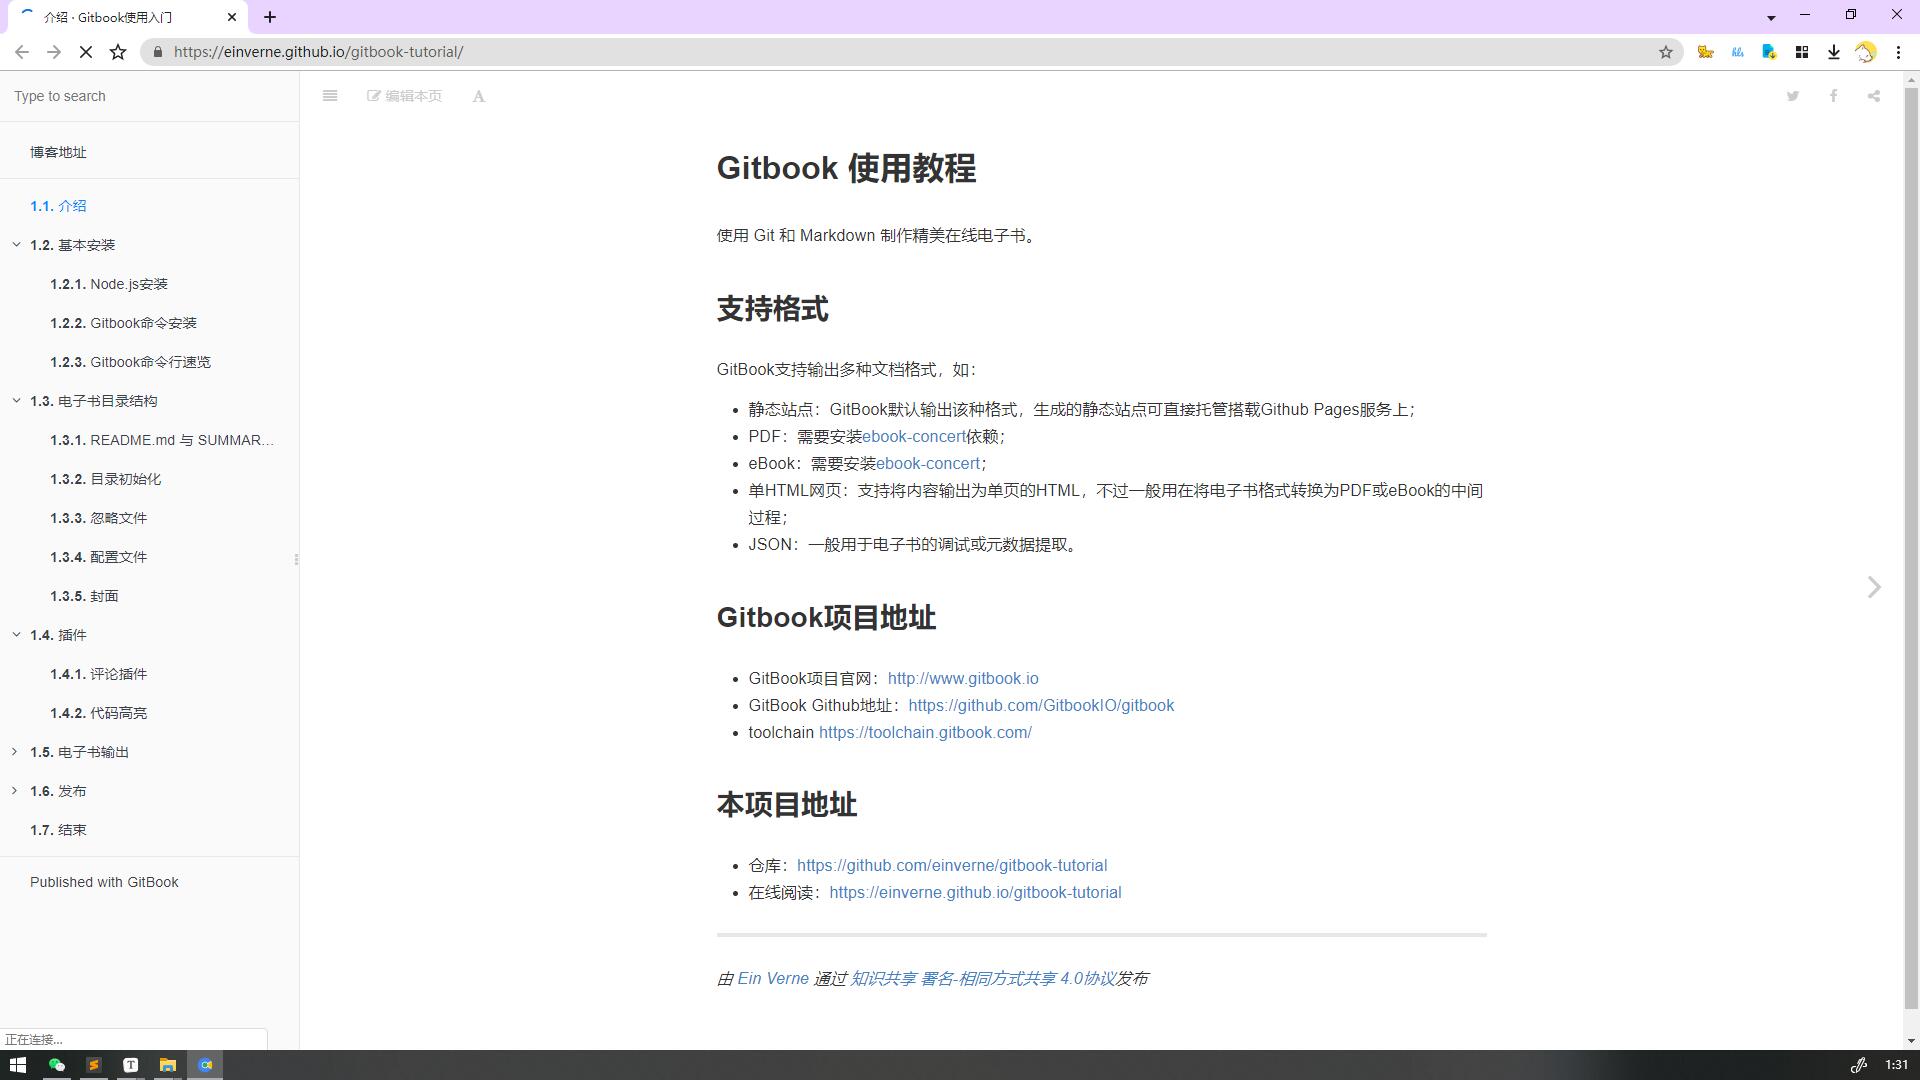 介绍 · Gitbook使用入门
https://einverne.github.io/gitbook-tutorial/
Type to search
博客地址
1.1. 介绍
1.2. 基本安装
1.2.1. Node.js安装
1.2.2. Gitbook命令安装
1.2.3. Gitbook命令行速览
1.3. 电子书目录结构
1.3.1. README.md 与 SUMMAR...
1.3.2. 目录初始化
1.3.3. 忽略文件
1.3.4. 配置文件
1.3.5. 封面
1.4. 插件
1.4.1. 评论插件
1.4.2. 代码高亮
1.5. 电子书输出
1.6. 发布
1.7. 结束
Published with GitBook
正在连接...
编辑本页
A
Gitbook 使用教程
使用 Git 和 Markdown 制作精美在线电子书。
支持格式
GitBook支持输出多种文档格式，如：
静态站点：GitBook默认输出该种格式，生成的静态站点可直接托管搭载Github Pages服务上；
PDF：需要安装ebook-concert依赖；
eBook：需要安装ebook-concert；
单HTML网页：支持将内容输出为单页的HTML，不过一般用在将电子书格式转换为PDF或eBook的中间
过程；
JSON：一般用于电子书的调试或元数据提取。
Gitbook项目地址
GitBook项目官网：http://www.gitbook.io
GitBook Github地址：https://github.com/GitbookIO/gitbook
toolchain https://toolchain.gitbook.com/
本项目地址
仓库：https://github.com/einverne/gitbook-tutorial
在线阅读：https://einverne.github.io/gitbook-tutorial
由 Ein Verne 通过 知识共享 署名-相同方式共享 4.0协议发布
1:31